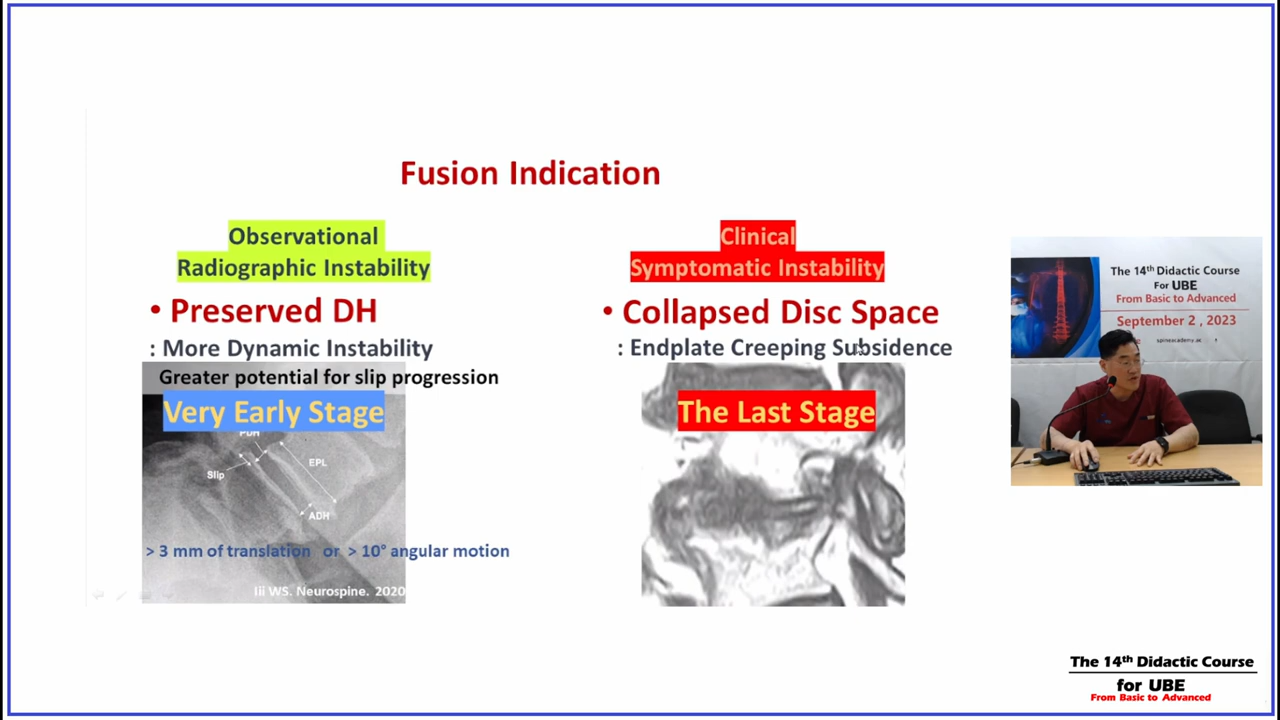 Fusion Indication
Observational
Radiographic Instability
• Preserved DH
: More Dynamic Instability
Greater potential for slip progression
Very Early Stage
PDH
Slip
EPL
ADH
> 3 mm of translation or > 10° angular motion
WS. Neurospine. 2020
Clinical
Symptomatic Instability
• Collapsed Disc Space
: Endplate Creeping Subsidence
The Last Stage
The 14th Didactic Course
For UBE
From Basic to Advanced
September 2 , 2023
The 14th Didactic Course
for UBE
From Basic to Advanced